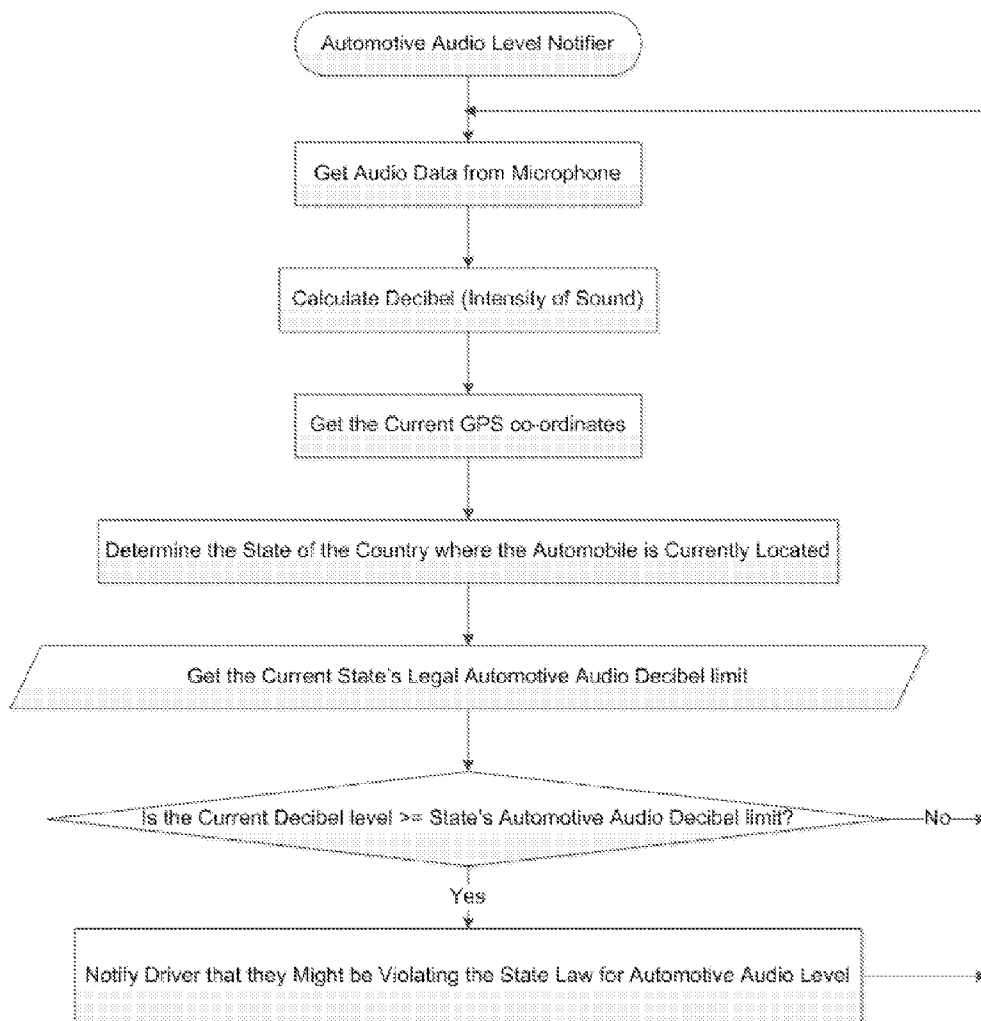 Automotive Audio Level Notifier
Get Audio Data from Microphone
Calculate Decibel (Intensity of Sound)
Get the Current GPS co-ordinates
Determine the State of the Country where the Automobile is Currently Located
Get the Current State's Legal Automotive Audio Decibel limit
Is the Current Decibel level >= State's Automotive Audio Decibel limit?
No
Yes
Notify Driver that they Might be Violating the State Law for Automotive Audio Level